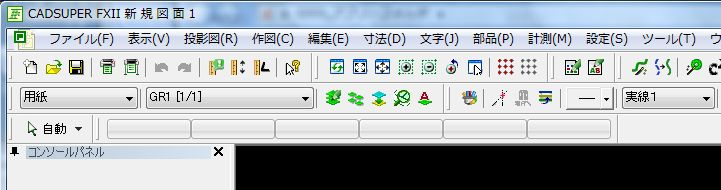 CADSUPER FXII 新 規 図 面 1
ファイル(F) 表示(V) 投影図(R) 作図(C) 編集(E) 寸法(D) 文字(J) 部品(P) 計測(M) 設定(S) ツール(T)
用紙 GR1 [1/1] 実線1
自動
コンソールパネル